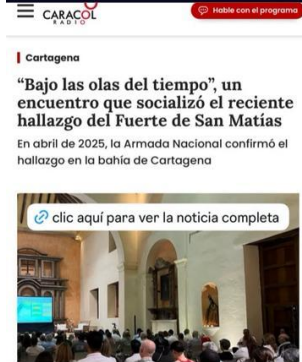 CARACOL
RADIO
Hable con el programa
Cartagena
“Bajo las olas del tiempo”, un
encuentro que socializó el reciente
hallazgo del Fuerte de San Matías
En abril de 2025, la Armada Nacional confirmó el
hallazgo en la bahía de Cartagena
clic aquí para ver la noticia completa